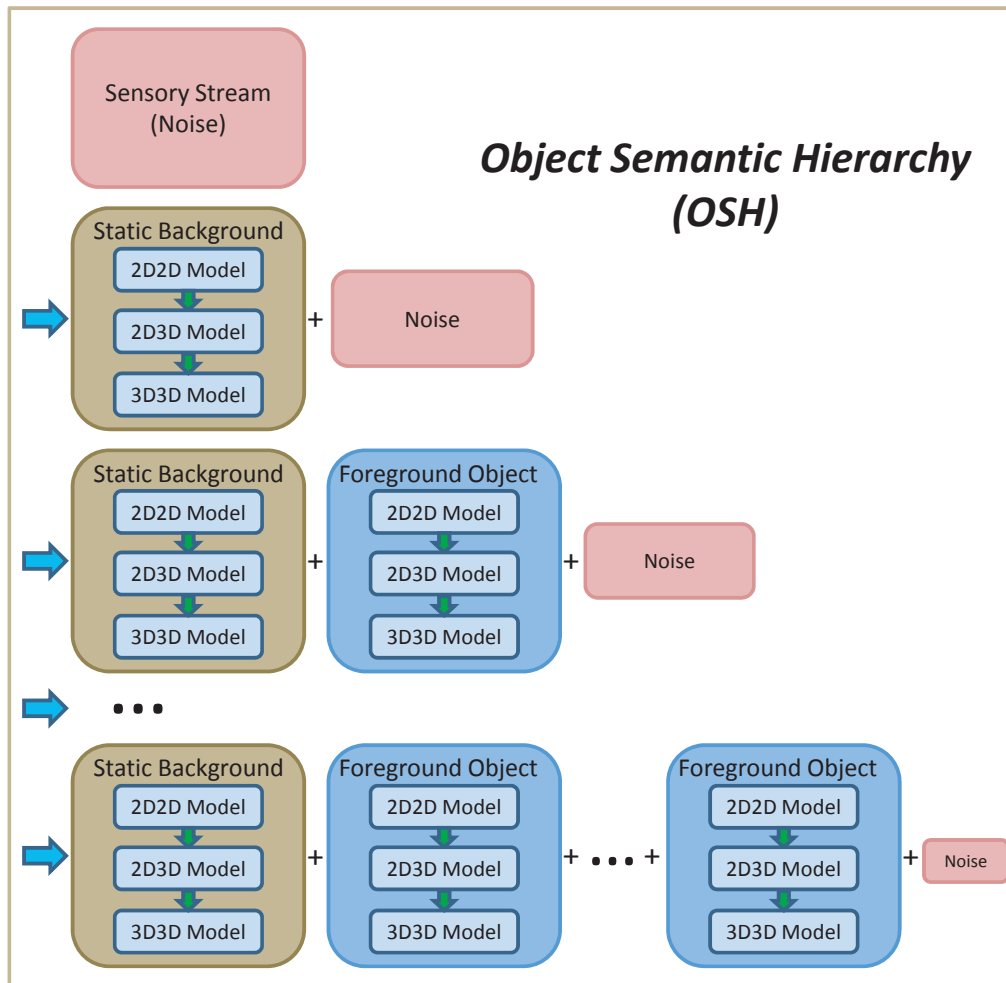 Sensory Stream
(Noise)
Object Semantic Hierarchy
(OSH)
Static Background
2D2D Model
2D3D Model
3D3D Model
+
Noise
Static Background
2D2D Model
2D3D Model
3D3D Model
+
Foreground Object
2D2D Model
2D3D Model
3D3D Model
+
Noise
...
Static Background
2D2D Model
2D3D Model
3D3D Model
+
Foreground Object
2D2D Model
2D3D Model
3D3D Model
+ ... +
Foreground Object
2D2D Model
2D3D Model
3D3D Model
+
Noise